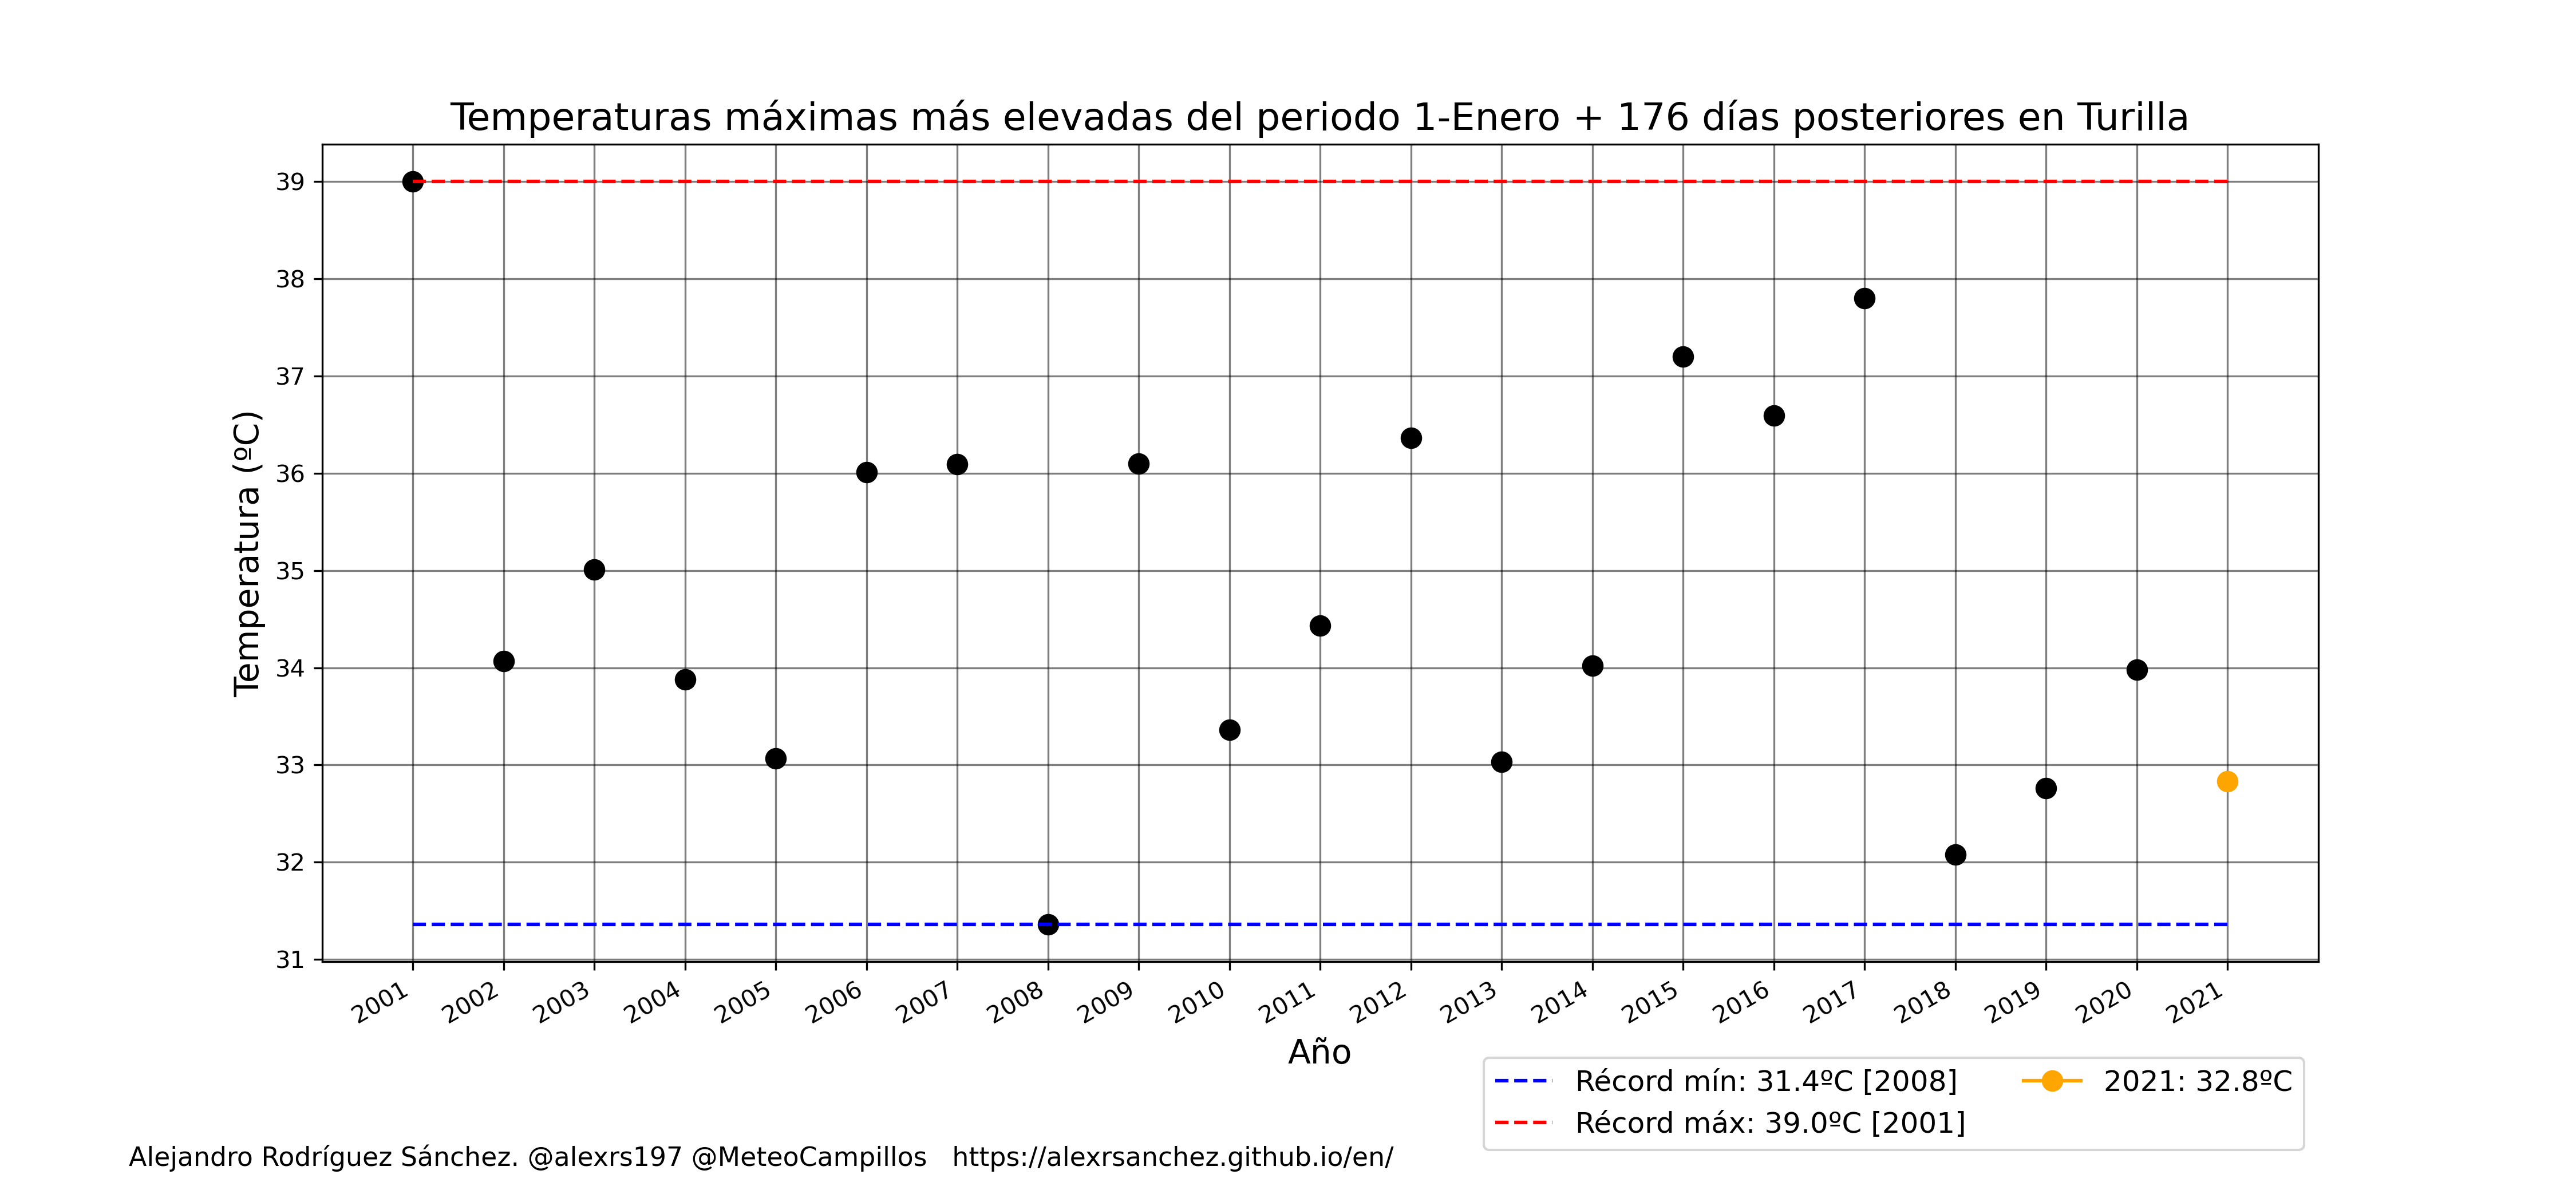 Temperaturas máximas más elevadas del periodo 1-Enero + 176 días posteriores en Turilla
Temperatura (ºC)
39
38
37
36
35
34
33
32
31
2001 2002 2003 2004 2005 2006 2007 2008 2009 2010 2011 2012 2013 2014 2015 2016 2017 2018 2019 2020 2021
Año
Récord mín: 31.4ºC [2008]
Récord máx: 39.0ºC [2001]
2021: 32.8ºC
Alejandro Rodríguez Sánchez. @alexrs197 @MeteoCampillos https://alexrsanchez.github.io/en/